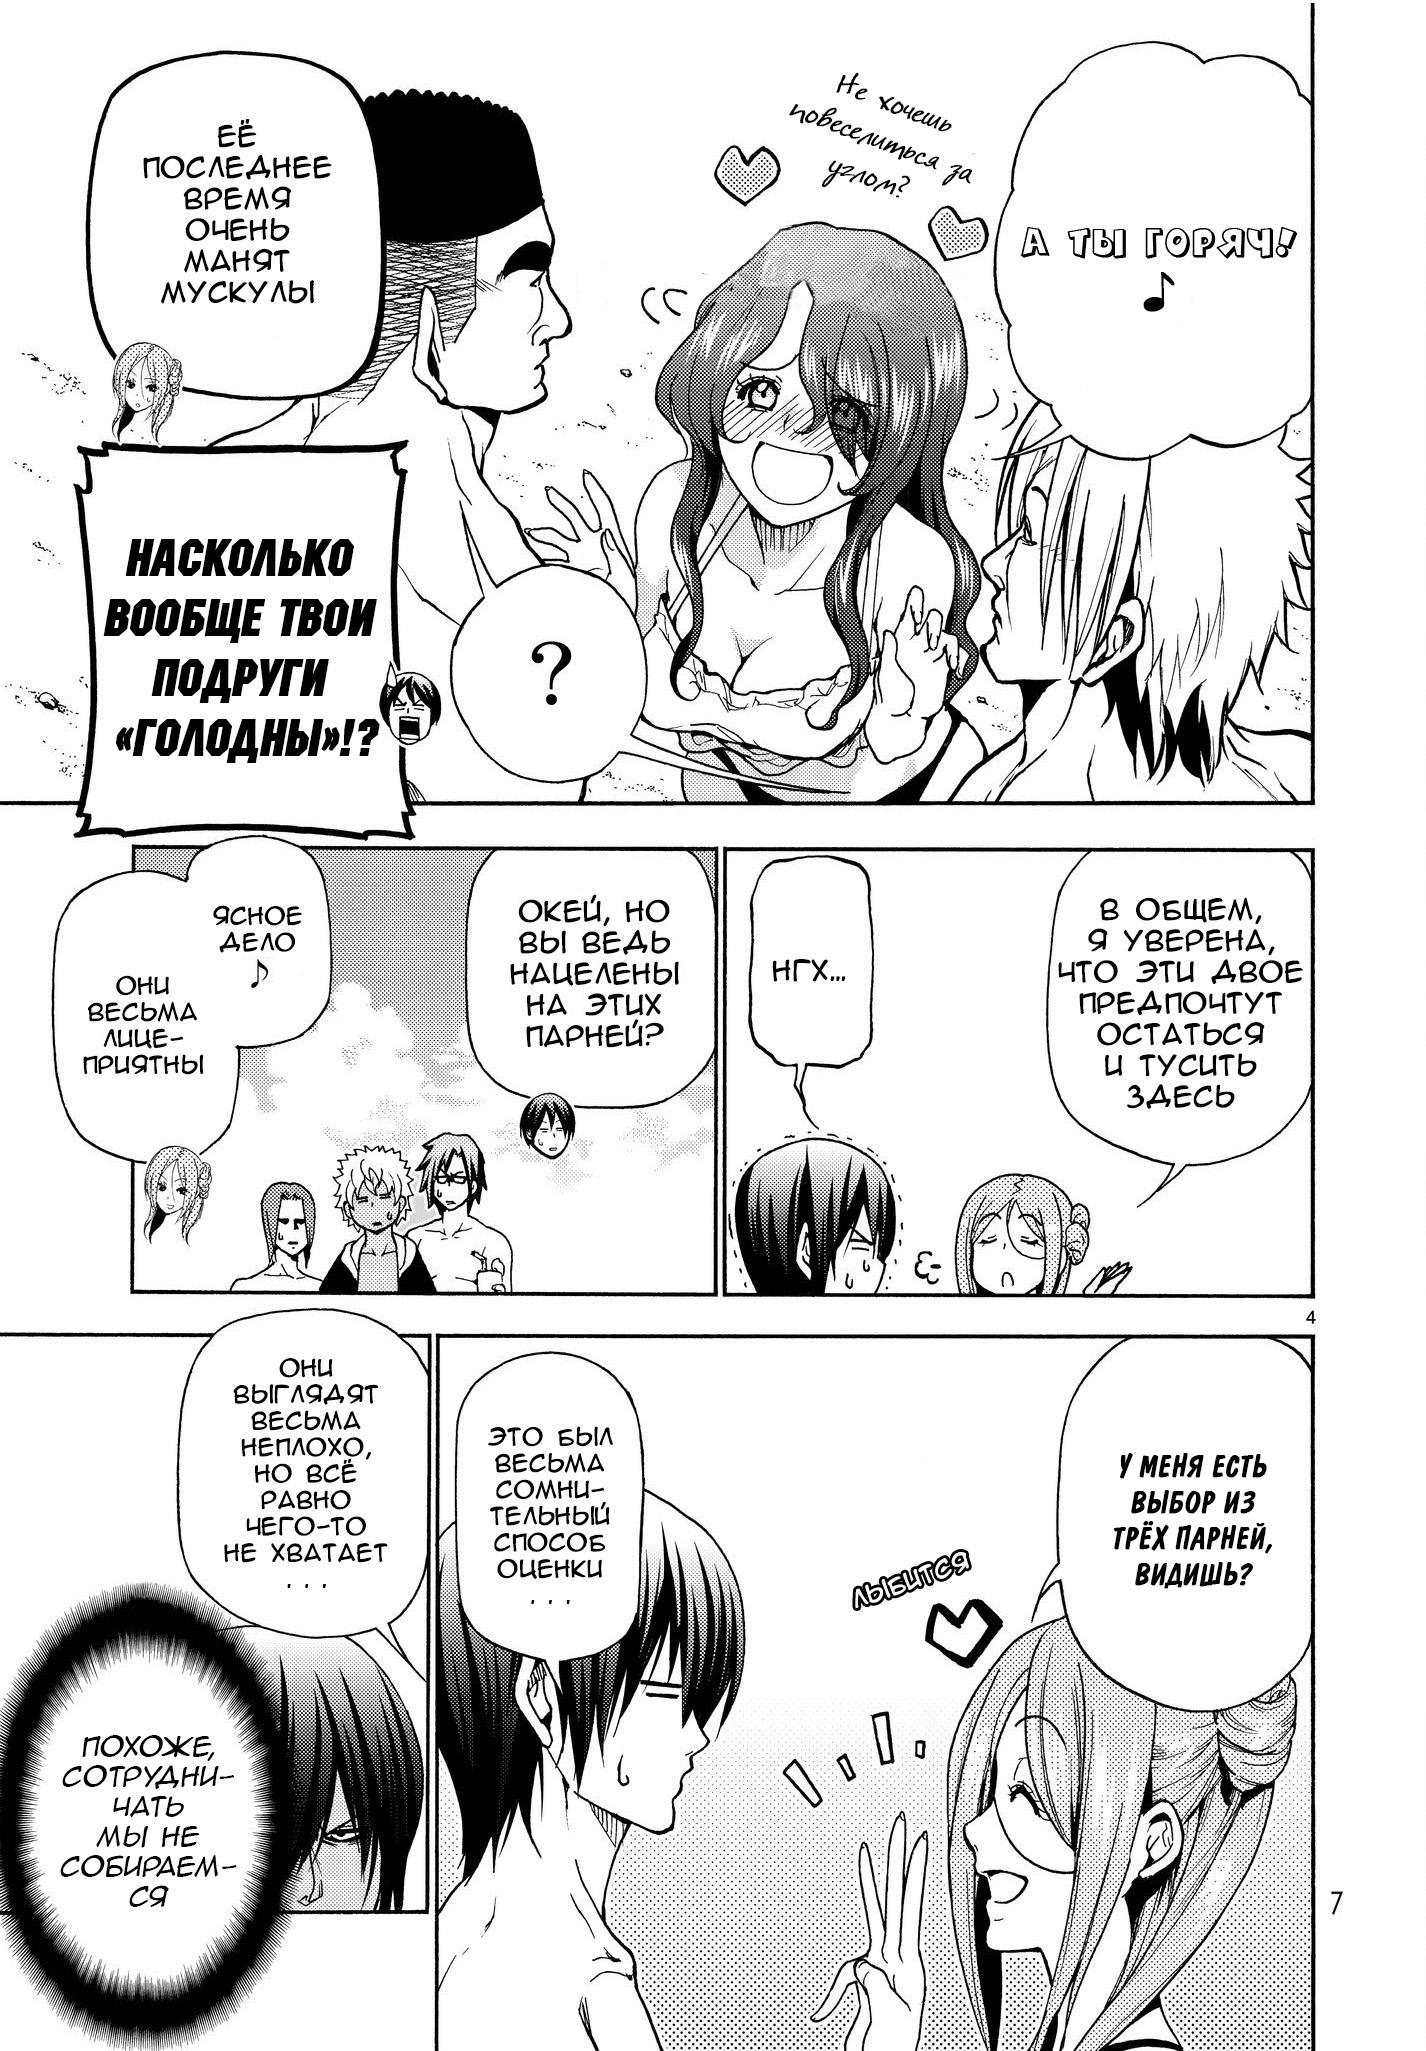 А ТЫ ГОРЯЧ!
♪
Не хочешь
повеселиться за
углом?
?
ЕЁ
ПОСЛЕДНЕЕ
ВРЕМЯ
ОЧЕНЬ
МАНЯТ
МУСКУЛЫ
НАСКОЛЬКО
ВООБЩЕ ТВОИ
ПОДРУГИ
«ГОЛОДНЫ»!?
В ОБЩЕМ,
Я УВЕРЕНА,
ЧТО ЭТИ ДВОЕ
ПРЕДПОЧТУТ
ОСТАТЬСЯ
И ТУСИТЬ
ЗДЕСЬ
НГХ...
ОКЕЙ, НО
ВЫ ВЕДЬ
НАЦЕЛЕНЫ
НА ЭТИХ
ПАРНЕЙ?
ЯСНОЕ
ДЕЛО
♪
ОНИ
ВЕСЬМА
ЛИЦЕ-
ПРИЯТНЫ
4
У МЕНЯ ЕСТЬ
ВЫБОР ИЗ
ТРЁХ ПАРНЕЙ,
ВИДИШЬ?
ЛЫБИТСЯ
ЭТО БЫЛ
ВЕСЬМА
СОМНИ-
ТЕЛЬНЫЙ
СПОСОБ
ОЦЕНКИ
...
ОНИ
ВЫГЛЯДЯТ
ВЕСЬМА
НЕПЛОХО,
НО ВСЁ
РАВНО
ЧЕГО-ТО
НЕ ХВАТАЕТ
...
ПОХОЖЕ,
СОТРУДНИ-
ЧАТЬ
МЫ НЕ
СОБИРАЕМ-
СЯ
7